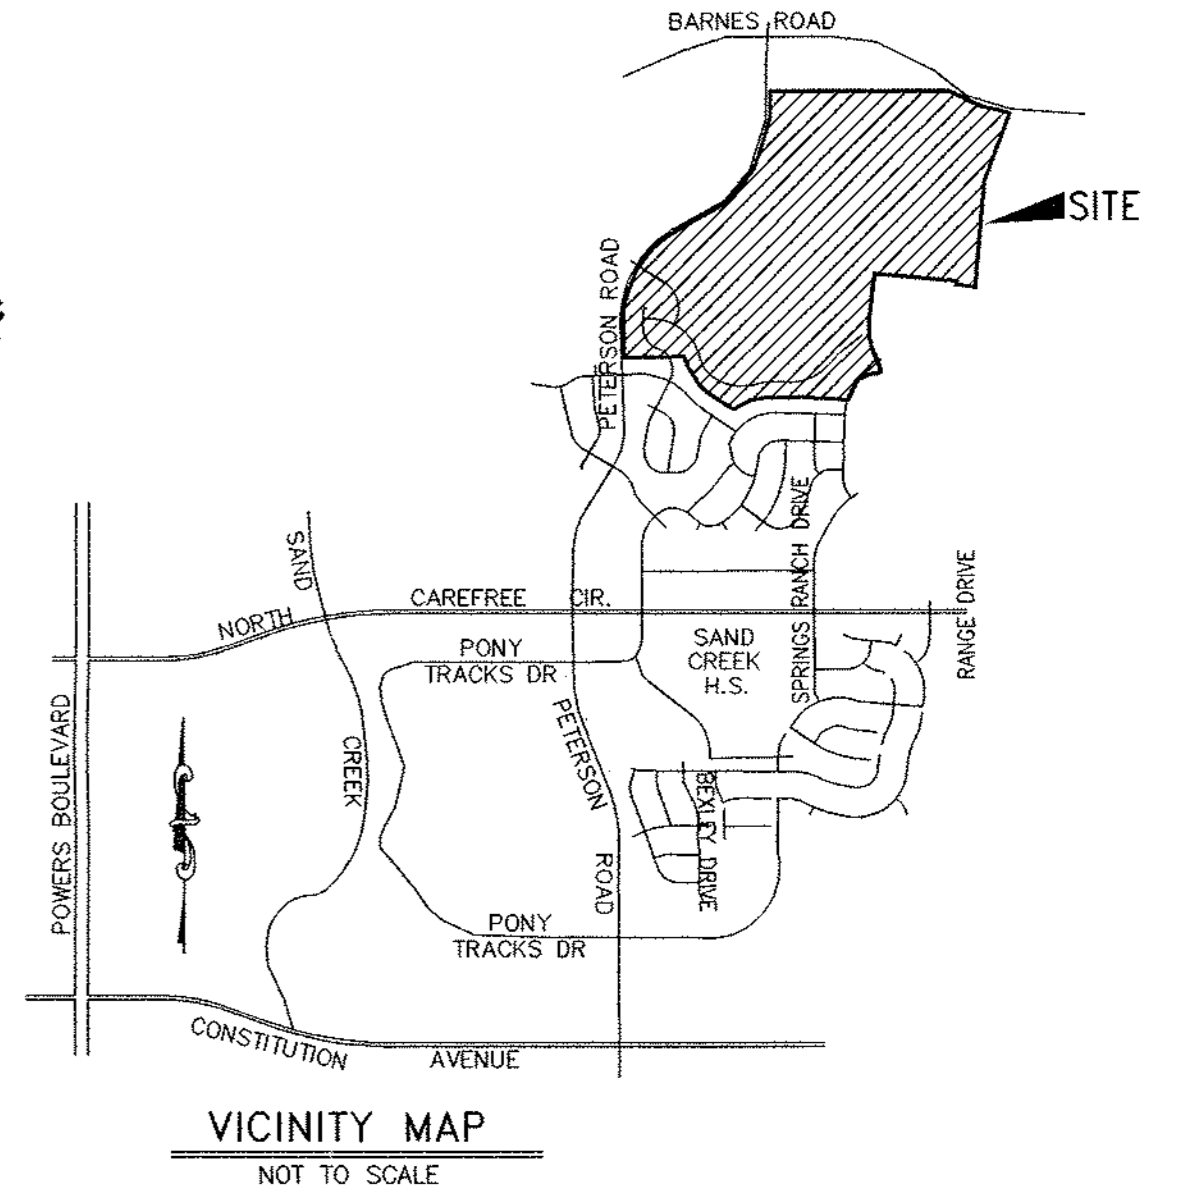 BARNES ROAD
SITE
PETERSON ROAD
SAND
CREEK
NORTH
CAREFREE CIR.
SPRINGS RANCH DRIVE
RANGE DRIVE
PONY
TRACKS DR
SAND
CREEK
H.S.
POWERS BOULEVARD
PETERSON
ROAD
BEXLEY DRIVE
PONY
TRACKS DR
CONSTITUTION
AVENUE
VICINITY MAP
NOT TO SCALE